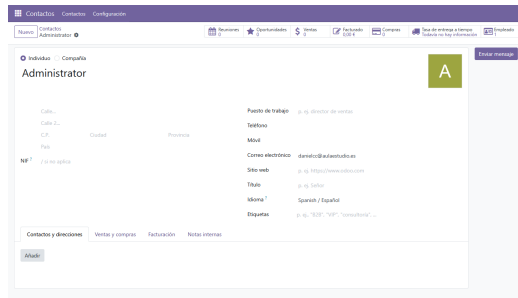 Contactos Contactos Configuración
Nuevo Contactos Administrator
Reuniones 0 Oportunidades 0 Ventas 0 Facturado 0,00 € Compras 0 Tasa de entrega a tiempo Todavía no hay información Empleado 1
Enviar mensaje
Individuo Compañía
Administrator
A
Calle...
Calle 2...
C.P. Ciudad Provincia
País
NIF ? / si no aplica
Puesto de trabajo p. ej. director de ventas
Teléfono
Móvil
Correo electrónico danielcc@aulaestudio.es
Sitio web p. ej. https://www.odoo.com
Título p. ej. Señor
Idioma ? Spanish / Español
Etiquetas p. ej., "B2B", "VIP", "consultoría", ...
Contactos y direcciones Ventas y compras Facturación Notas internas
Añadir